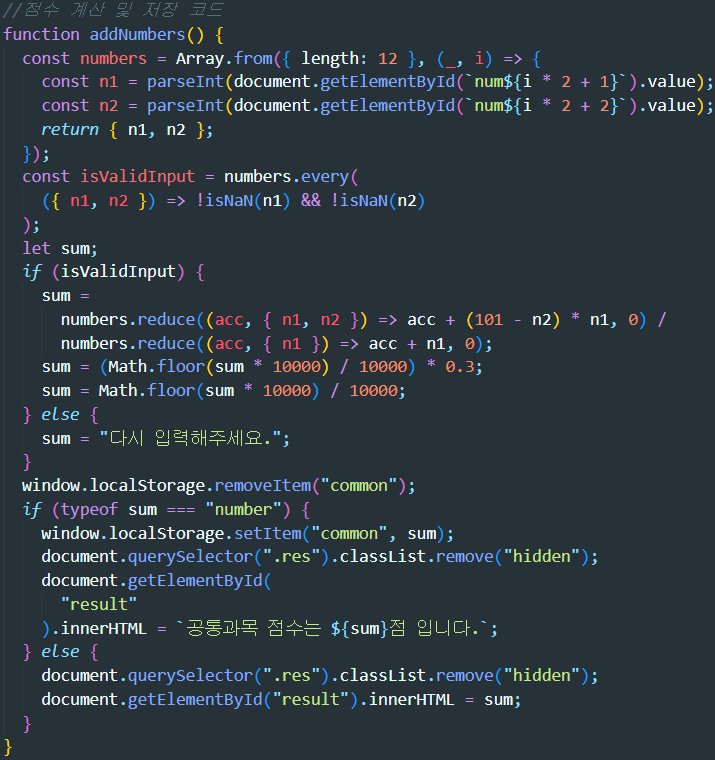 //점수 계산 및 저장 코드
function addNumbers() {
  const numbers = Array.from({ length: 12 }, (_, i) => {
    const n1 = parseInt(document.getElementById(`num${i * 2 + 1}`).value);
    const n2 = parseInt(document.getElementById(`num${i * 2 + 2}`).value);
    return { n1, n2 };
  });
  const isValidInput = numbers.every(
    ({ n1, n2 }) => !isNaN(n1) && !isNaN(n2)
  );
  let sum;
  if (isValidInput) {
    sum =
      numbers.reduce((acc, { n1, n2 }) => acc + (101 - n2) * n1, 0) /
      numbers.reduce((acc, { n1 }) => acc + n1, 0);
    sum = (Math.floor(sum * 10000) / 10000) * 0.3;
    sum = Math.floor(sum * 10000) / 10000;
  } else {
    sum = "다시 입력해주세요.";
  }
  window.localStorage.removeItem("common");
  if (typeof sum === "number") {
    window.localStorage.setItem("common", sum);
    document.querySelector(".res").classList.remove("hidden");
    document.getElementById(
      "result"
    ).innerHTML = `공통과목 점수는 ${sum}점 입니다.`;
  } else {
    document.querySelector(".res").classList.remove("hidden");
    document.getElementById("result").innerHTML = sum;
  }
}